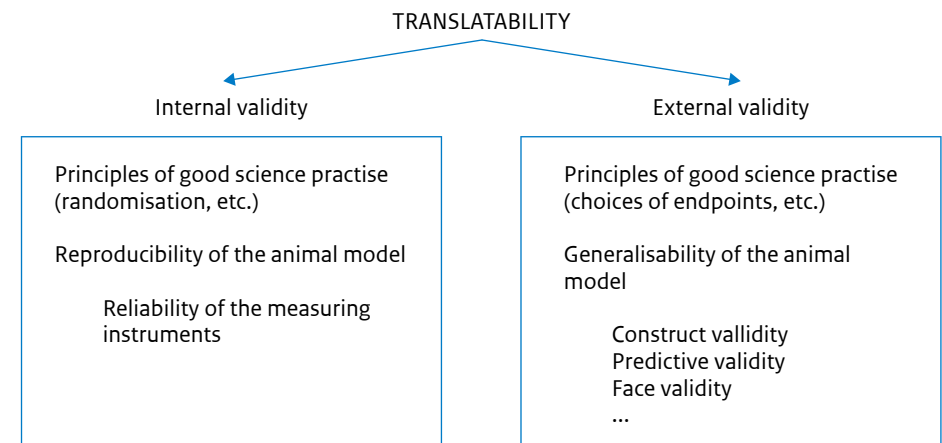 TRANSLATABILITY
Internal validity
Principles of good science practise
(randomisation, etc.)
Reproducibility of the animal model
Reliability of the measuring
instruments
External validity
Principles of good science practise
(choices of endpoints, etc.)
Generalisability of the animal
model
Construct vallidity
Predictive validity
Face validity
...